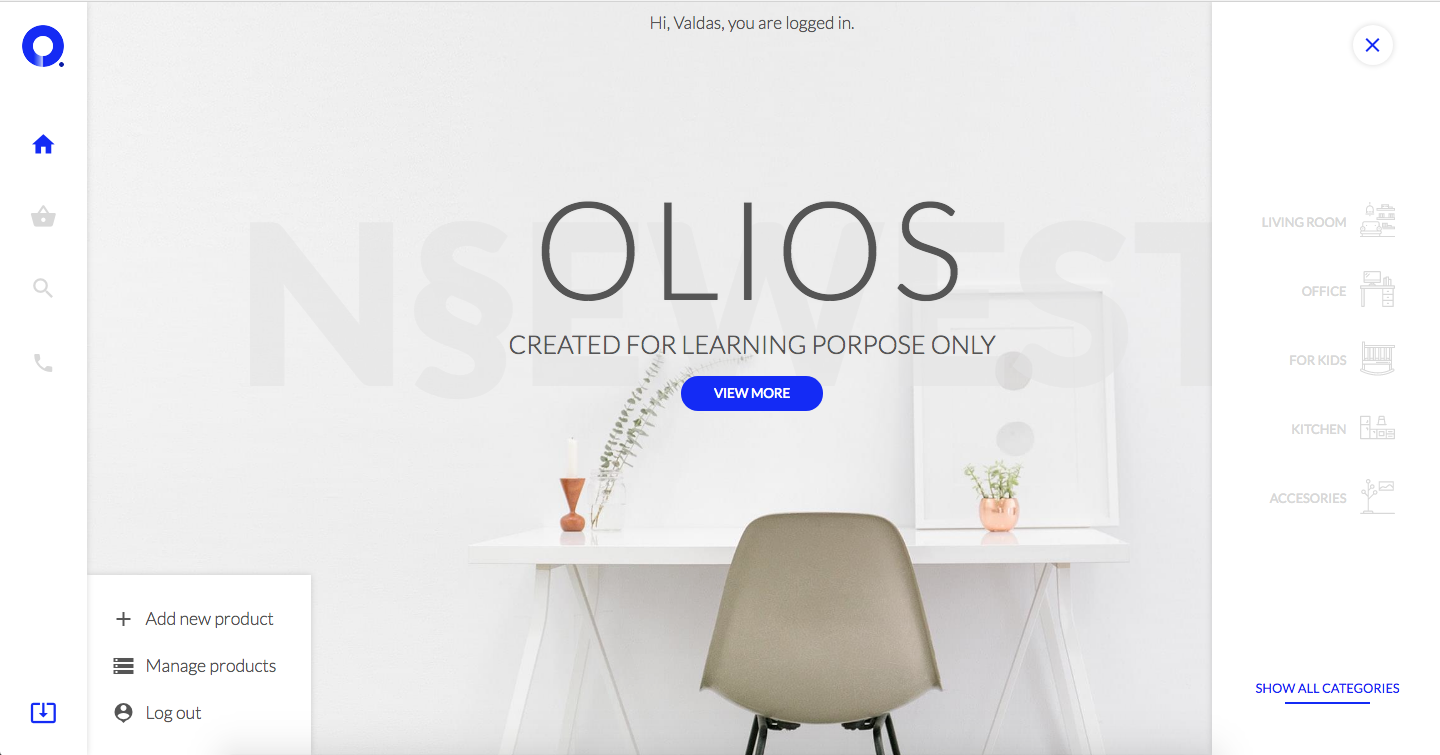 Hi, Valdas, you are logged in.
N§EWEST
OLIOS
CREATED FOR LEARNING PORPOSE ONLY
VIEW MORE
LIVING ROOM
OFFICE
FOR KIDS
KITCHEN
ACCESORIES
SHOW ALL CATEGORIES
Add new product
Manage products
Log out